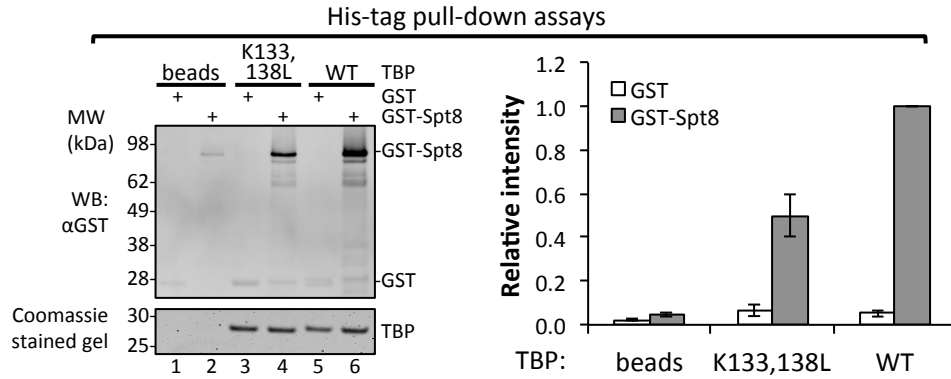 His-tag pull-down assays
K133,
beads 138L WT TBP
+ + + GST
MW + + + GST-Spt8
(kDa)
98 GST-Spt8
62
WB: 49
αGST
38
28 GST
Coomassie 30 TBP
stained gel 25
1 2 3 4 5 6
Relative intensity
1.2
1.0
0.8
0.6
0.4
0.2
0.0
GST
GST-Spt8
TBP: beads K133,138L WT